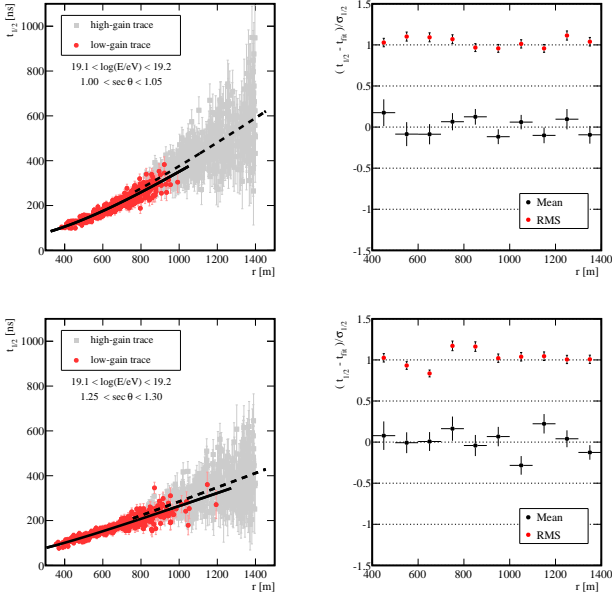 t1/2 [ns]
1000
800
600
400
200
0
high-gain trace
low-gain trace
19.1 < log(E/eV) < 19.2
1.00 < sec θ < 1.05
400 600 800 1000 1200 1400
r [m]
( t1/2 - tfit)/σ1/2
1.5
1
0.5
0
-0.5
-1
-1.5
Mean
RMS
400 600 800 1000 1200 1400
r [m]
t1/2 [ns]
1000
800
600
400
200
0
high-gain trace
low-gain trace
19.1 < log(E/eV) < 19.2
1.25 < sec θ < 1.30
400 600 800 1000 1200 1400
r [m]
( t1/2 - tfit)/σ1/2
1.5
1
0.5
0
-0.5
-1
-1.5
Mean
RMS
400 600 800 1000 1200 1400
r [m]